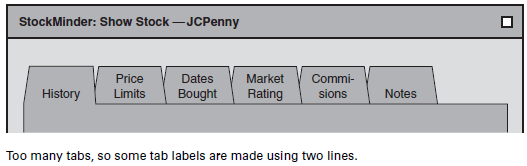 StockMinder: Show Stock —JCPenny
History
Price
Limits
Dates
Bought
Market
Rating
Commi-
sions
Notes
Too many tabs, so some tab labels are made using two lines.